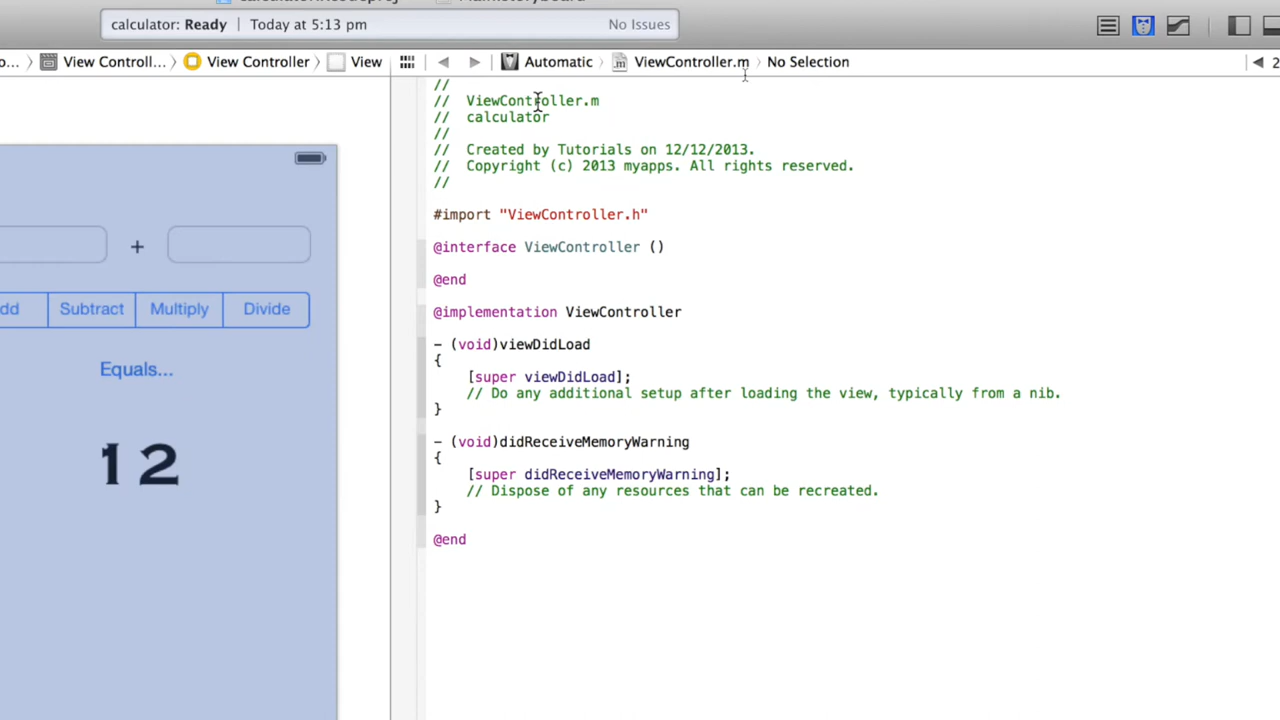 calculator: Ready | Today at 5:13 pm No Issues
o... View Controll... View Controller View Automatic ViewController.m No Selection 2
//
// ViewController.m
// calculator
//
// Created by Tutorials on 12/12/2013.
// Copyright (c) 2013 myapps. All rights reserved.
//
#import "ViewController.h"
@interface ViewController ()
@end
@implementation ViewController
- (void)viewDidLoad
{
[super viewDidLoad];
// Do any additional setup after loading the view, typically from a nib.
}
- (void)didReceiveMemoryWarning
{
[super didReceiveMemoryWarning];
// Dispose of any resources that can be recreated.
}
@end
+
dd Subtract Multiply Divide
Equals...
12